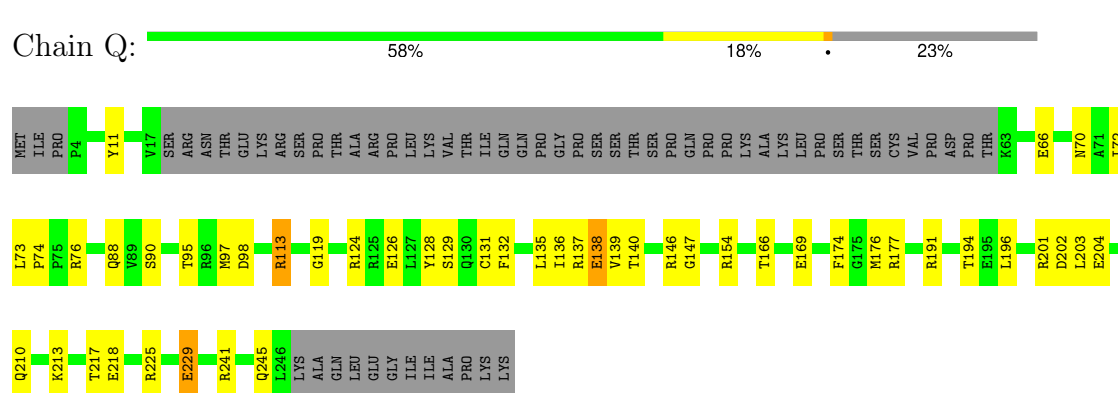 Chain Q:
58% 18% • 23%
MET ILE PRO P4 Y11 V17 SER ARG ASN THR GLU LYS ARG SER PRO THR ALA ARG PRO LEU LYS VAL THR ILE GLN GLN PRO GLY PRO SER SER THR SER PRO GLN PRO PRO LYS ALA LYS LEU PRO SER THR SER CYS VAL PRO ASP PRO THR K63 E66 N70 A71 I72
L73 P74 P75 R76 Q88 V89 S90 T95 R96 M97 D98 R113 G119 R124 R125 E126 L127 Y128 S129 Q130 C131 F132 L135 I136 R137 E138 V139 T140 R146 G147 R154 T166 E169 F174 G175 M176 R177 R191 T194 E195 L196 R201 D202 L203 E204
Q210 K213 T217 E218 R225 E229 R241 Q245 L246 LYS ALA GLN LEU GLU GLY ILE ILE ALA PRO LYS LYS